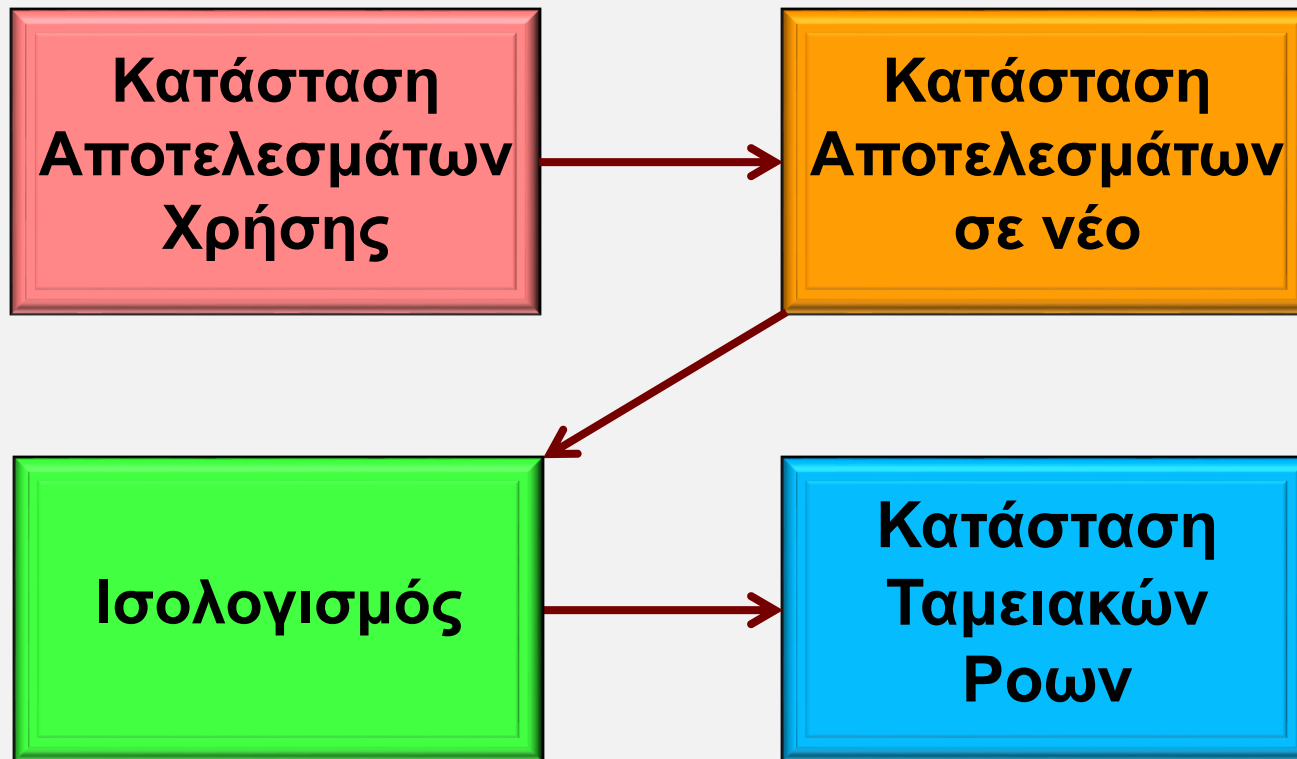 Κατάσταση
Αποτελεσμάτων
Χρήσης
Κατάσταση
Αποτελεσμάτων
σε νέο
Ισολογισμός
Κατάσταση
Ταμειακών
Ροων